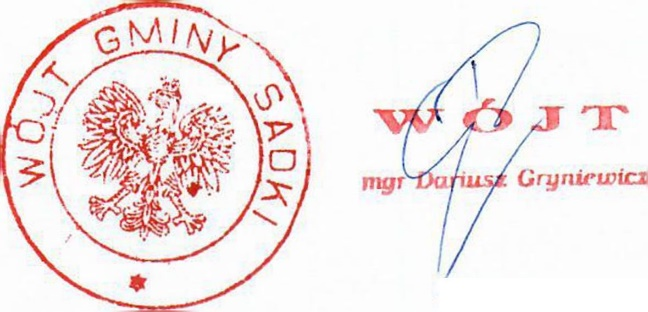 WÓJT GMINY SADKI
WÓJT
mgr Dariusz Gryniewicz